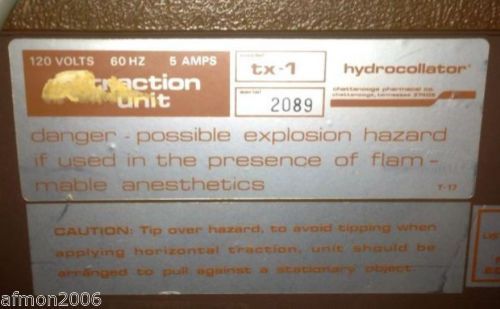 120 VOLTS 60 HZ 5 AMPS
traction
unit
tx-1
2089
hydrocollator
chattanooga pharmacal co.
chattanooga, tennessee 37405
danger - possible explosion hazard
if used in the presence of flam -
mable anesthetics
T-17
CAUTION: Tip over hazard, to avoid tipping when
applying horizontal traction, unit should be
arranged to pull against a stationary object.
afmon2006